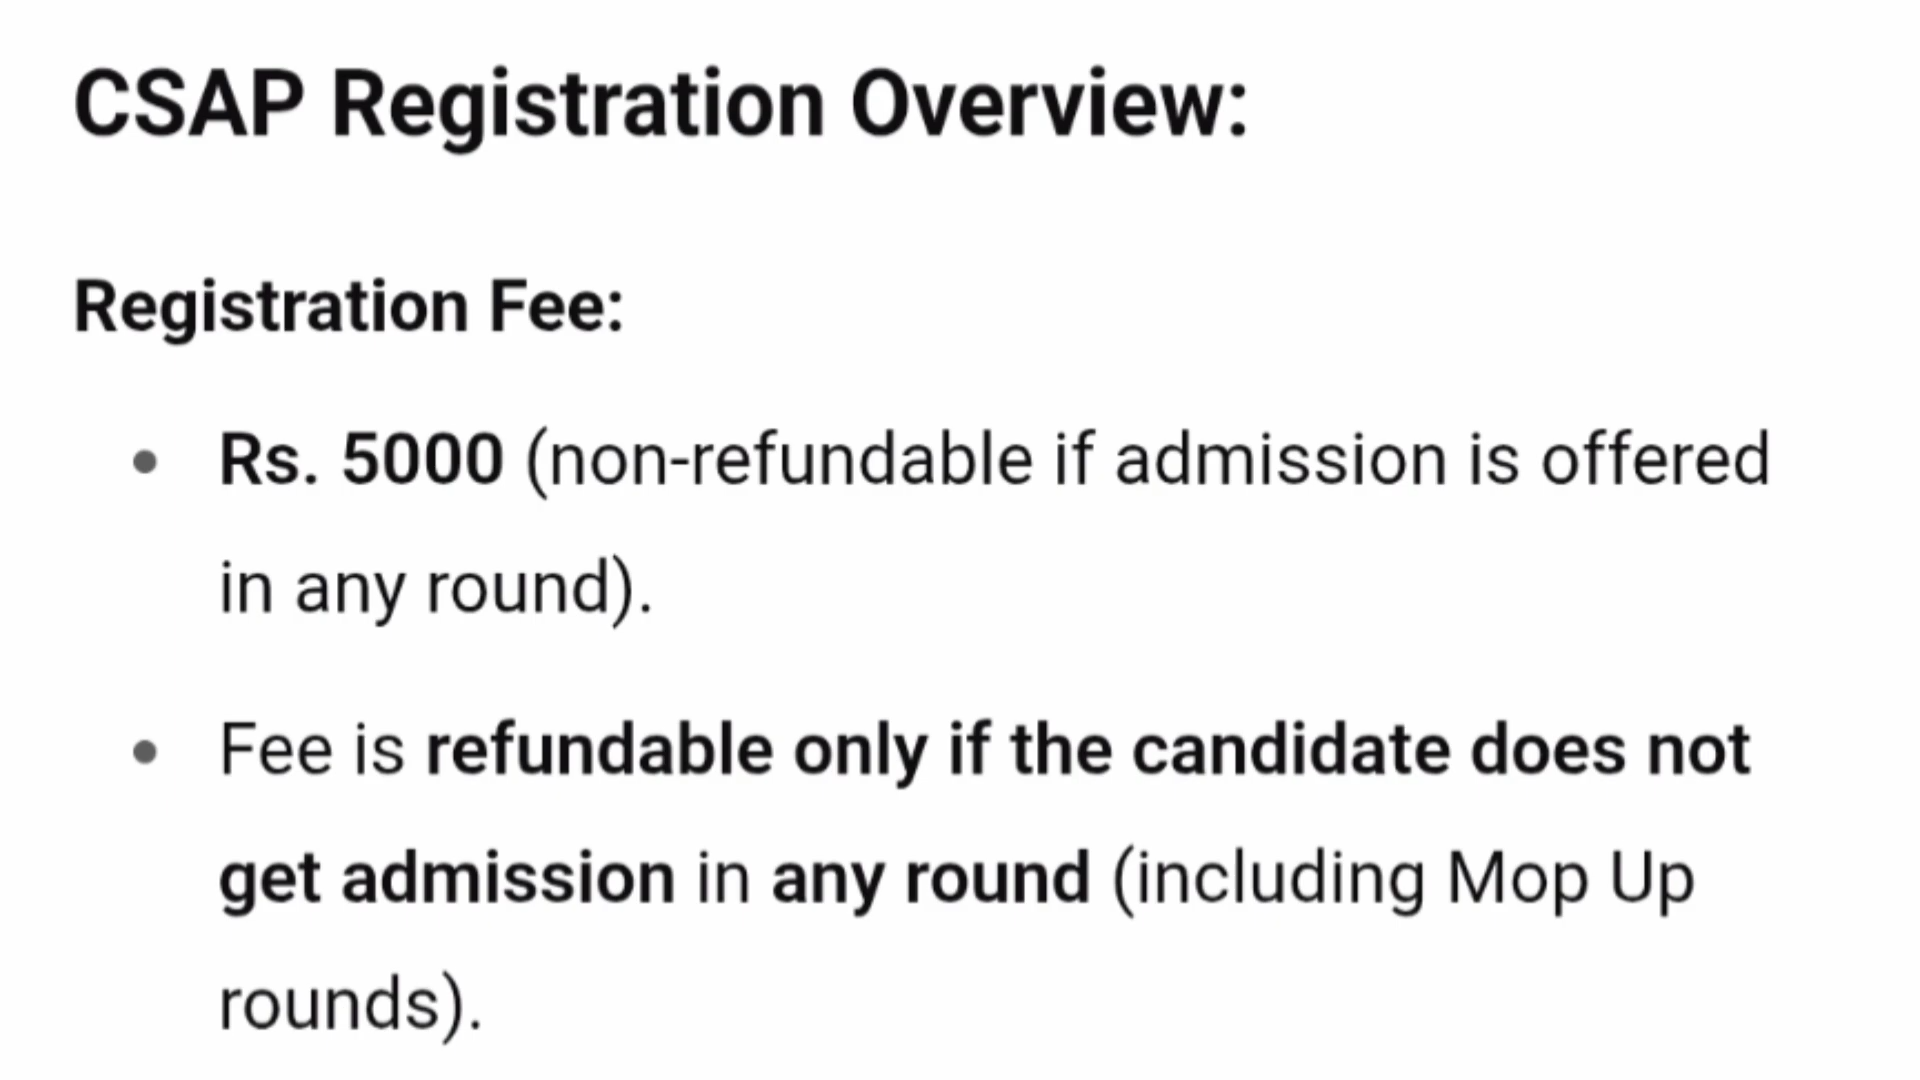 CSAP Registration Overview:
Registration Fee:
• Rs. 5000 (non-refundable if admission is offered
in any round).
• Fee is refundable only if the candidate does not
get admission in any round (including Mop Up
rounds).